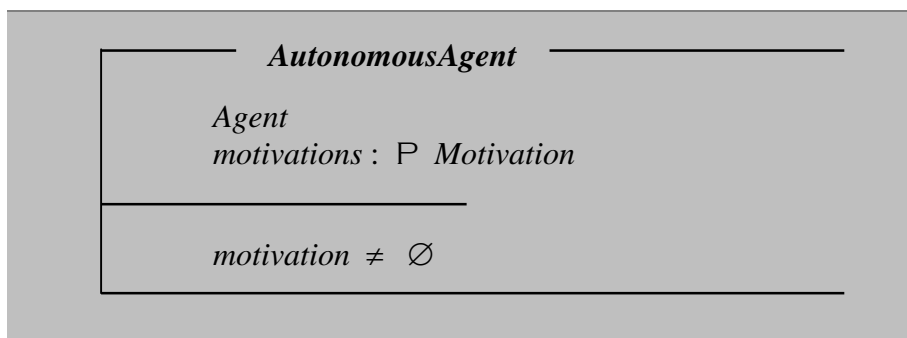 AutonomousAgent
Agent
motivations : P Motivation
motivation ≠ ∅